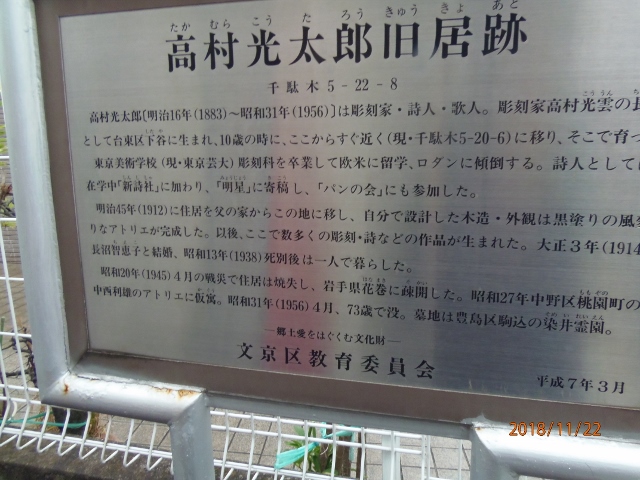 たかむらこうたろうきゅうきょあと
高村光太郎旧居跡
千駄木5-22-8
高村光太郎〔明治16年(1883)~昭和31年(1956)〕は彫刻家・詩人・歌人。彫刻家高村光雲の長
として台東区下谷に生まれ、10歳の時に、ここからすぐ近く(現・千駄木5-20-6)に移り、そこで育っ
東京美術学校(現・東京芸大)彫刻科を卒業して欧米に留学、ロダンに傾倒する。詩人としては
在学中「新詩社」に加わり、「明星」に寄稿し、「パンの会」にも参加した。
明治45年(1912)に住居を父の家からこの地に移し、自分で設計した木造・外観は黒塗りの風変
りなアトリエが完成した。以後、ここで数多くの彫刻・詩などの作品が生まれた。大正3年(1914
長沼智恵子と結婚、昭和13年(1938)死別後は一人で暮らした。
昭和20年(1945)4月の戦災で住居は焼失し、岩手県花巻に疎開した。昭和27年中野区桃園町の
中西利雄のアトリエに仮寓。昭和31年(1956)4月、73歳で没。墓地は豊島区駒込の染井霊園。
―郷土愛をはぐくむ文化財―
文京区教育委員会
平成7年3月
2018/11/22